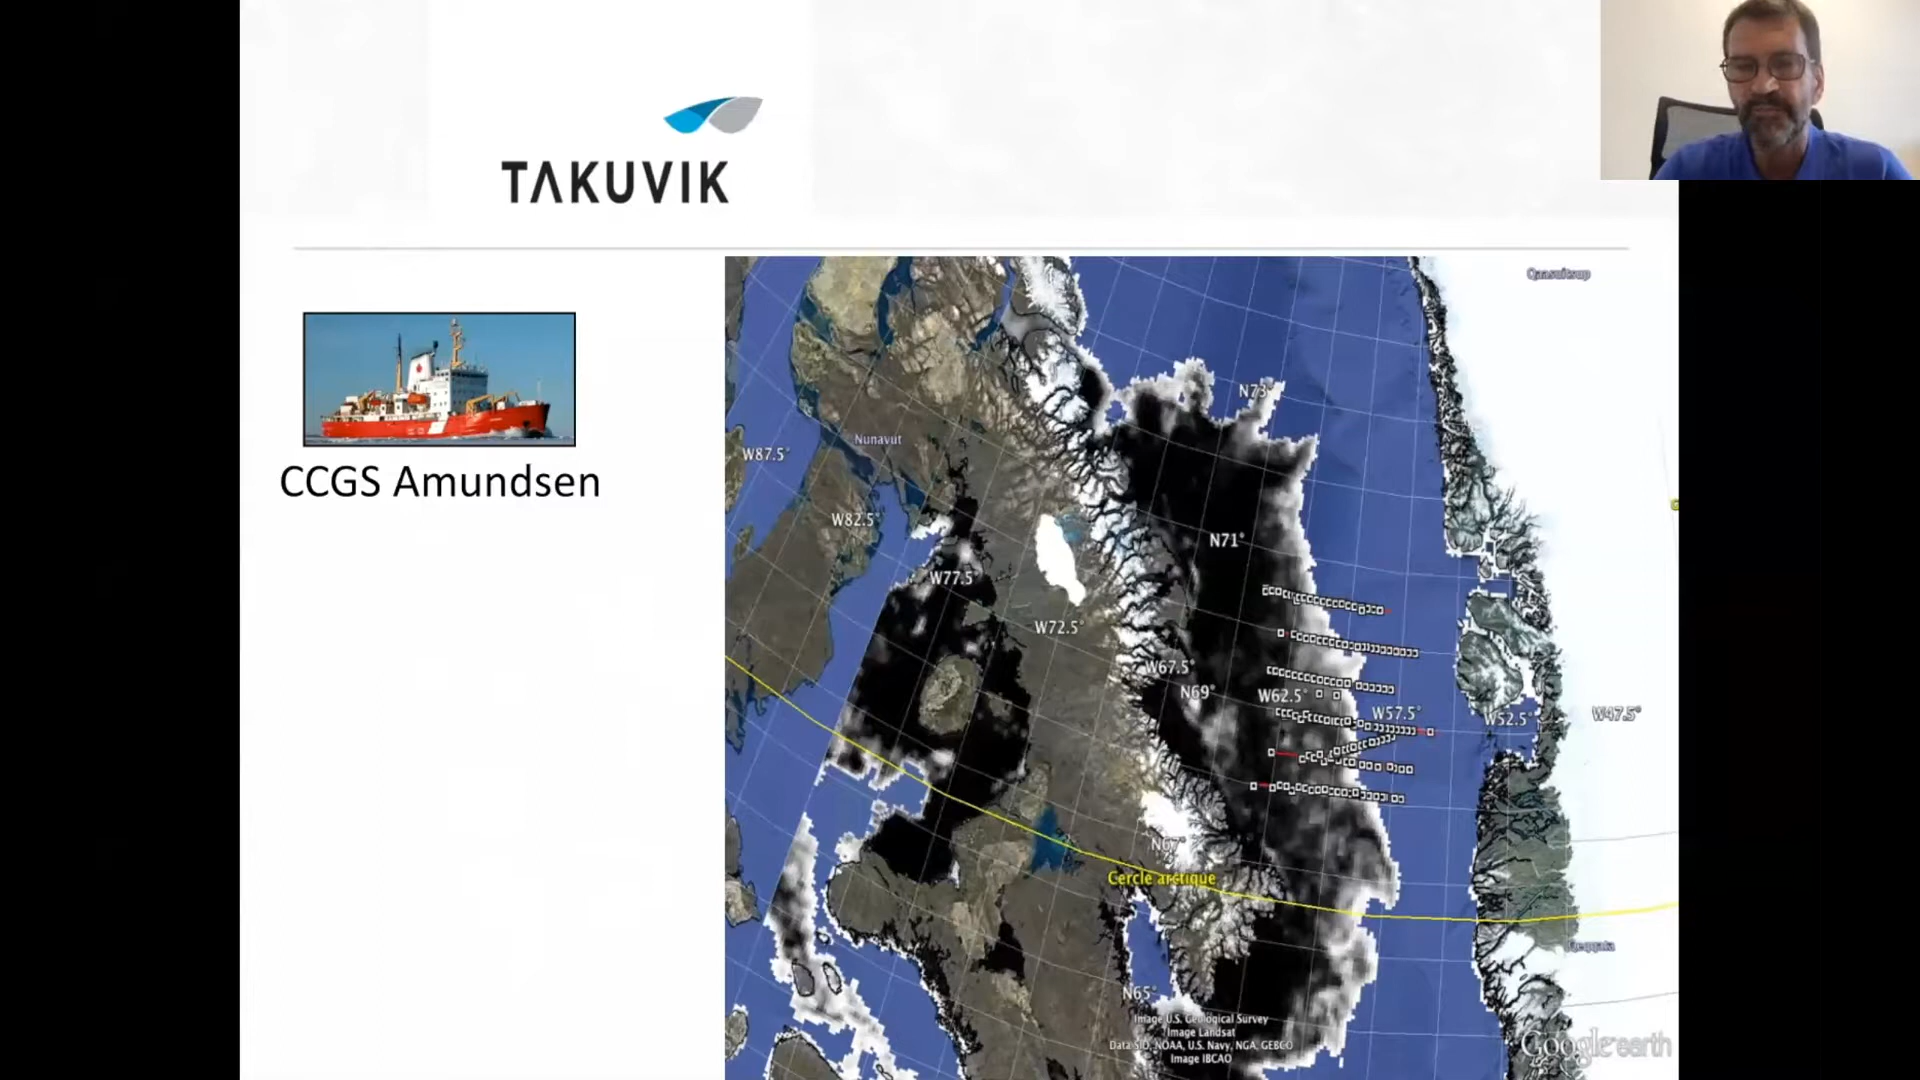 TAKUVIK
CCGS Amundsen
Qaasuitsup
N73°
Nunavut
W87.5°
W82.5°
N71°
W77.5°
W72.5°
W67.5°
N69°
W62.5°
W57.5°
W52.5°
W47.5°
N67°
Cercle arctique
Qeqqata
N65°
Image U.S. Geological Survey
Image Landsat
Data SIO, NOAA, U.S. Navy, NGA, GEBCO
Image IBCAO
Google earth